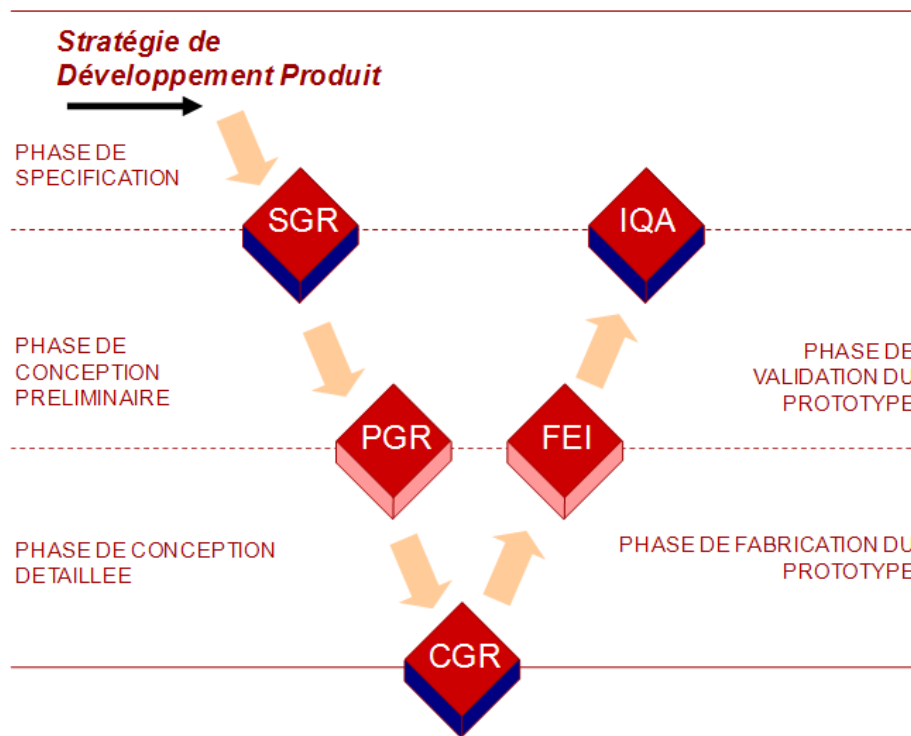 Stratégie de
Développement Produit
PHASE DE
SPECIFICATION
SGR
IQA
PHASE DE
CONCEPTION
PRELIMINAIRE
PHASE DE
VALIDATION DU
PROTOTYPE
PGR
FEI
PHASE DE CONCEPTION
DETAILLEE
PHASE DE FABRICATION DU
PROTOTYPE
CGR